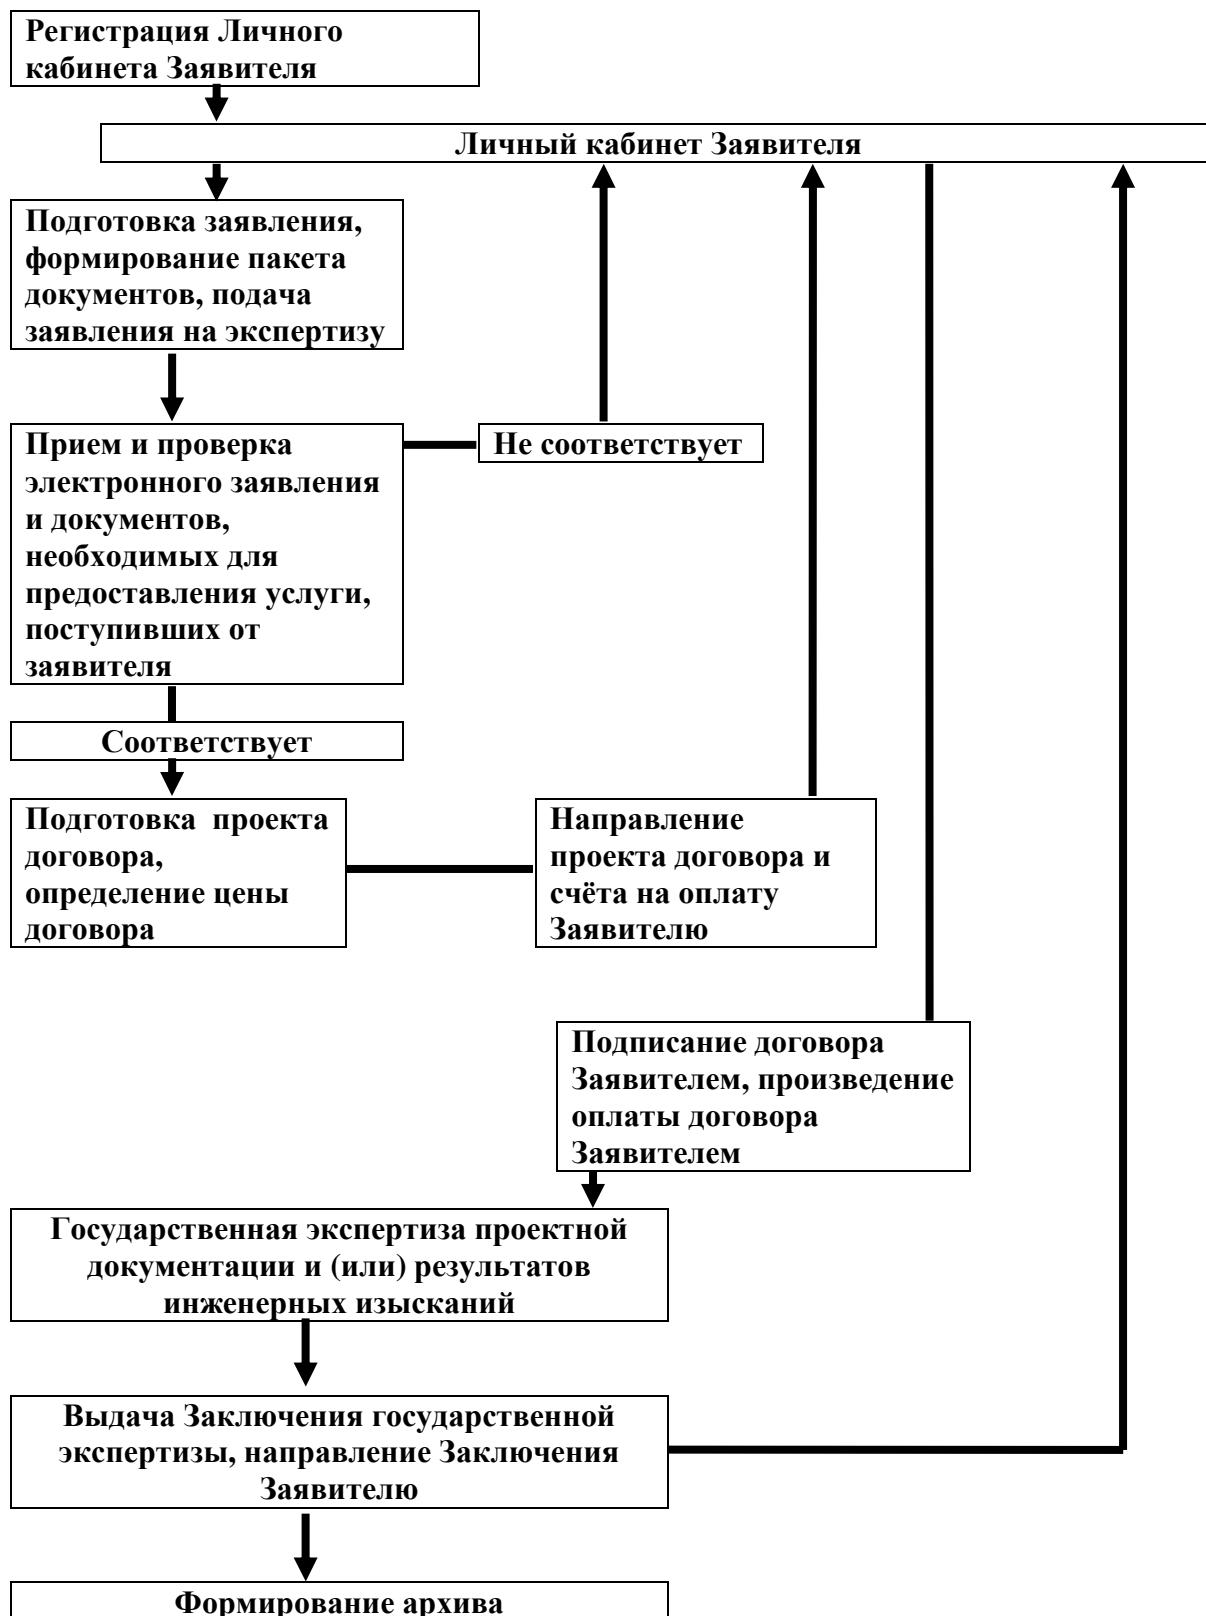 Регистрация Личного
кабинета Заявителя
Личный кабинет Заявителя
Подготовка заявления,
формирование пакета
документов, подача
заявления на экспертизу
Прием и проверка
электронного заявления
и документов,
необходимых для
предоставления услуги,
поступивших от
заявителя
Не соответствует
Соответствует
Подготовка  проекта
договора,
определение цены
договора
Направление
проекта договора и
счёта на оплату
Заявителю
Подписание договора
Заявителем, произведение
оплаты договора
Заявителем
Государственная экспертиза проектной
документации и (или) результатов
инженерных изысканий
Выдача Заключения государственной
экспертизы, направление Заключения
Заявителю
Формирование архива